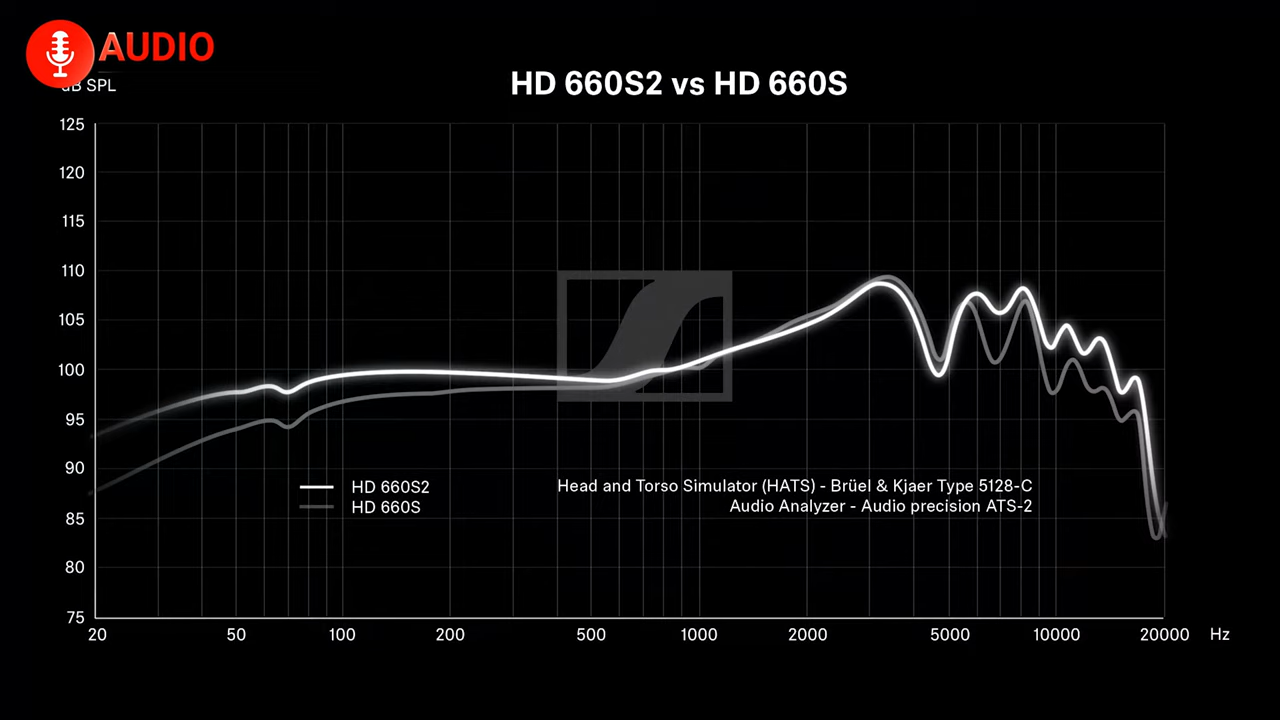 AUDIO
dB SPL
HD 660S2 vs HD 660S
125
120
115
110
105
100
95
90
85
80
75
HD 660S2
HD 660S
Head and Torso Simulator (HATS) - Brüel & Kjaer Type 5128-C
Audio Analyzer - Audio precision ATS-2
20 50 100 200 500 1000 2000 5000 10000 20000 Hz